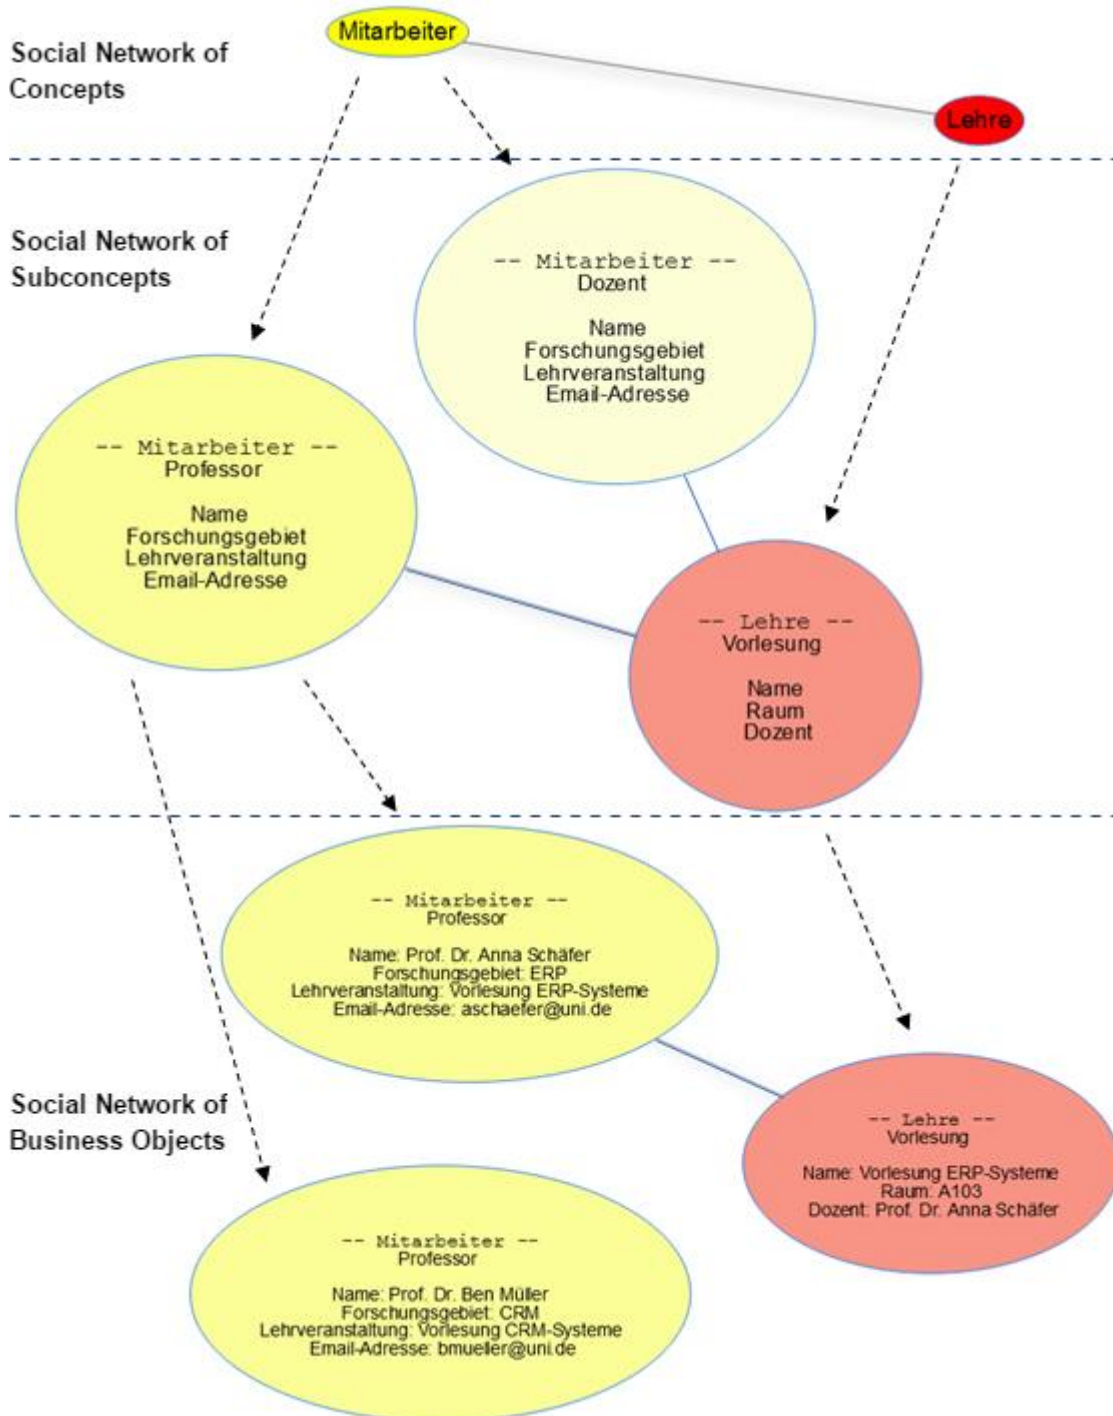 Mitarbeiter
Social Network of
Concepts
Lehre
Social Network of
Subconcepts
-- Mitarbeiter --
Dozent
Name
Forschungsgebiet
Lehrveranstaltung
Email-Adresse
-- Mitarbeiter --
Professor
Name
Forschungsgebiet
Lehrveranstaltung
Email-Adresse
-- Lehre --
Vorlesung
Name
Raum
Dozent
-- Mitarbeiter --
Professor
Name: Prof. Dr. Anna Schäfer
Forschungsgebiet: ERP
Lehrveranstaltung: Vorlesung ERP-Systeme
Email-Adresse: aschaefer@uni.de
Social Network of
Business Objects
-- Lehre --
Vorlesung
Name: Vorlesung ERP-Systeme
Raum: A103
Dozent: Prof. Dr. Anna Schäfer
-- Mitarbeiter --
Professor
Name: Prof. Dr. Ben Müller
Forschungsgebiet: CRM
Lehrveranstaltung: Vorlesung CRM-Systeme
Email-Adresse: bmueller@uni.de